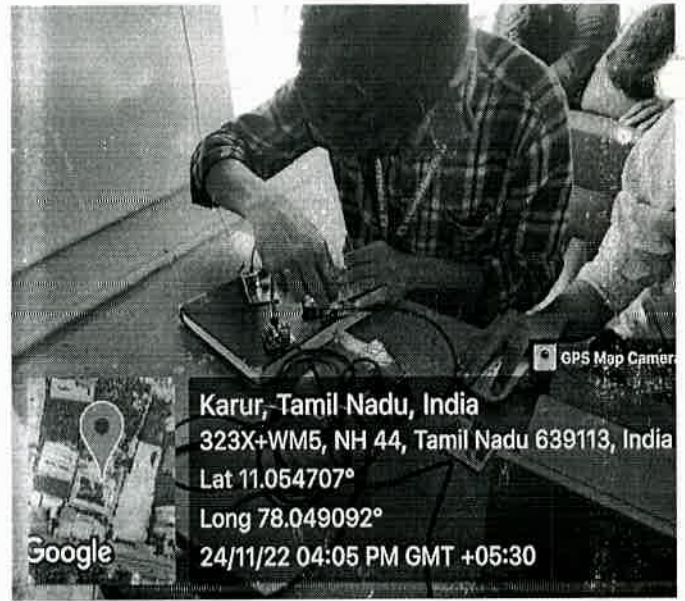 GPS Map Camera
Karur, Tamil Nadu, India
323X+WM5, NH 44, Tamil Nadu 639113, India
Lat 11.054707°
Long 78.049092°
24/11/22 04:05 PM GMT +05:30
Google